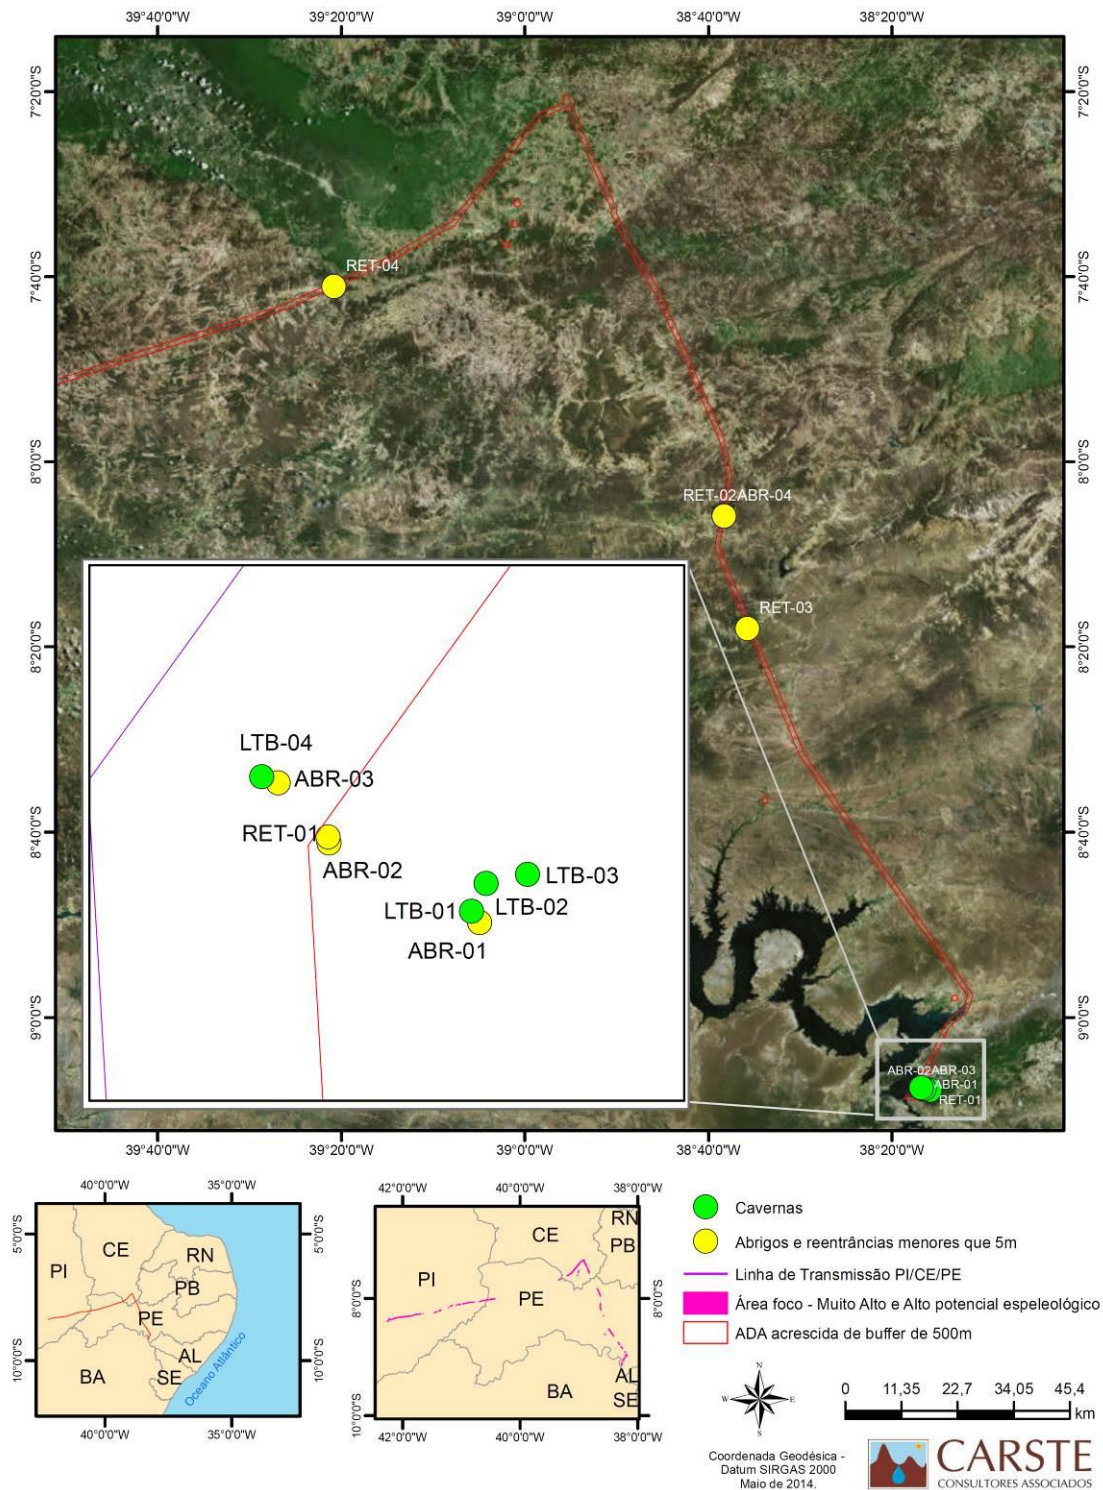 39°40'0"W 39°20'0"W 39°0'0"W 38°40'0"W 38°20'0"W
7°20'0"S 7°20'0"S
RET-04
7°40'0"S 7°40'0"S
8°0'0"S 8°0'0"S
RET-02ABR-04
RET-03
8°20'0"S 8°20'0"S
LTB-04
ABR-03
RET-01
8°40'0"S 8°40'0"S
ABR-02
LTB-03
LTB-02
LTB-01
ABR-01
9°0'0"S 9°0'0"S
ABR-02ABR-03
ABR-01
RET-01
39°40'0"W 39°20'0"W 39°0'0"W 38°40'0"W 38°20'0"W
40°0'0"W 35°0'0"W
5°0'0"S 5°0'0"S
CE
RN
PI
PB
PE
AL
BA
SE
Oceano Atlântico
10°0'0"S 10°0'0"S
40°0'0"W 35°0'0"W
42°0'0"W 40°0'0"W 38°0'0"W
RN
CE
PB
PI
PE
8°0'0"S
AL
BA
SE
10°0'0"S
42°0'0"W 40°0'0"W 38°0'0"W
Cavernas
Abrigos e reentrâncias menores que 5m
Linha de Transmissão PI/CE/PE
Área foco - Muito Alto e Alto potencial espeleológico
ADA acrescida de buffer de 500m
N
W E
S
0 11,35 22,7 34,05 45,4
km
Coordenada Geodésica -
Datum SIRGAS 2000
Maio de 2014.
CARSTE
CONSULTORES ASSOCIADOS